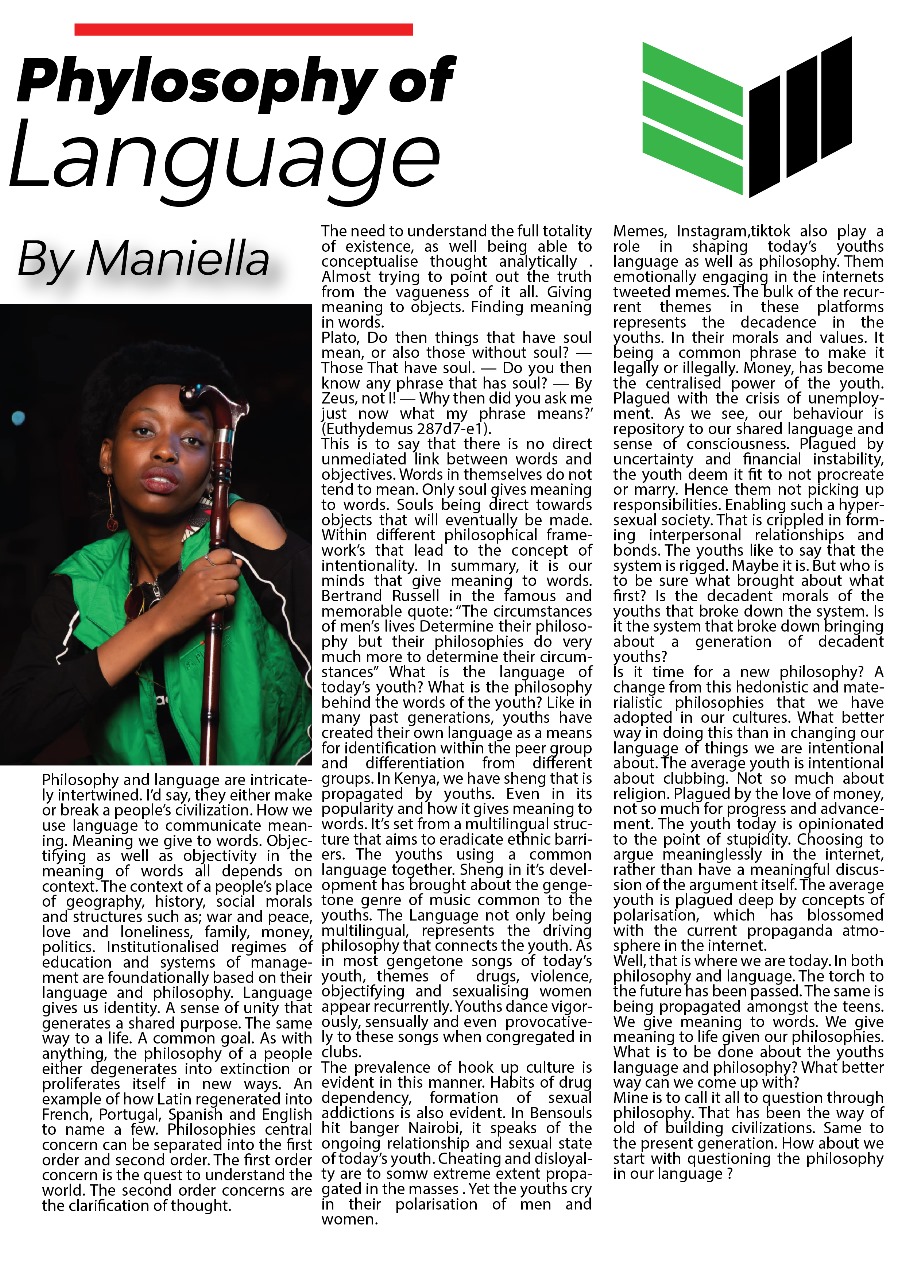 Phylosophy of
Language
By Maniella
Philosophy and language are intricate-
ly intertwined. I'd say, they either make
or break a people's civilization. How we
use language to communicate mean-
ing. Meaning we give to words. Objec-
tifying as well as objectivity in the
meaning of words all depends on
context. The context of a people's place
of geography, history, social morals
and structures such as; war and peace,
love and loneliness, family, money,
politics. Institutionalised regimes of
education and systems of manage-
ment are foundationally based on their
language and philosophy. Language
gives us identity. A sense of unity that
generates a shared purpose. The same
way to a life. A common goal. As with
anything, the philosophy of a people
either degenerates into extinction or
proliferates itself in new ways. An
example of how Latin regenerated into
French, Portugal, Spanish and English
to name a few. Philosophies central
concern can be separated into the first
order and second order. The first order
concern is the quest to understand the
world. The second order concerns are
the clarification of thought.
The need to understand the full totality
of existence, as well being able to
conceptualise thought analytically .
Almost trying to point out the truth
from the vagueness of it all. Giving
meaning to objects. Finding meaning
in words.
Plato, Do then things that have soul
mean, or also those without soul? —
Those That have soul. — Do you then
know any phrase that has soul? — By
Zeus, not I! — Why then did you ask me
just now what my phrase means?'
(Euthydemus 287d7-e1).
This is to say that there is no direct
unmediated link between words and
objectives. Words in themselves do not
tend to mean. Only soul gives meaning
to words. Souls being direct towards
objects that will eventually be made.
Within different philosophical frame-
work's that lead to the concept of
intentionality. In summary, it is our
minds that give meaning to words.
Bertrand Russell in the famous and
memorable quote: "The circumstances
of men's lives Determine their philoso-
phy but their philosophies do very
much more to determine their circum-
stances" What is the language of
today's youth? What is the philosophy
behind the words of the youth? Like in
many past generations, youths have
created their own language as a means
for identification within the peer group
and differentiation from different
groups. In Kenya, we have sheng that is
propagated by youths. Even in its
popularity and how it gives meaning to
words. It's set from a multilingual struc-
ture that aims to eradicate ethnic barri-
ers. The youths using a common
language together. Sheng in it's devel-
opment has brought about the genge-
tone genre of music common to the
youths. The Language not only being
multilingual, represents the driving
philosophy that connects the youth. As
in most gengetone songs of today's
youth, themes of drugs, violence,
objectifying and sexualising women
appear recurrently. Youths dance vigor-
ously, sensually and even provocative-
ly to these songs when congregated in
clubs.
The prevalence of hook up culture is
evident in this manner. Habits of drug
dependency, formation of sexual
addictions is also evident. In Bensouls
hit banger Nairobi, it speaks of the
ongoing relationship and sexual state
of today's youth. Cheating and disloyal-
ty are to somw extreme extent propa-
gated in the masses . Yet the youths cry
in their polarisation of men and
women.
Memes, Instagram,tiktok also play a
role in shaping today's youths
language as well as philosophy. Them
emotionally engaging in the internets
tweeted memes. The bulk of the recur-
rent themes in these platforms
represents the decadence in the
youths. In their morals and values. It
being a common phrase to make it
legally or illegally. Money, has become
the centralised power of the youth.
Plagued with the crisis of unemploy-
ment. As we see, our behaviour is
repository to our shared language and
sense of consciousness. Plagued by
uncertainty and financial instability,
the youth deem it fit to not procreate
or marry. Hence them not picking up
responsibilities. Enabling such a hyper-
sexual society. That is crippled in form-
ing interpersonal relationships and
bonds. The youths like to say that the
system is rigged. Maybe it is. But who is
to be sure what brought about what
first? Is the decadent morals of the
youths that broke down the system. Is
it the system that broke down bringing
about a generation of decadent
youths?
Is it time for a new philosophy? A
change from this hedonistic and mate-
rialistic philosophies that we have
adopted in our cultures. What better
way in doing this than in changing our
language of things we are intentional
about. The average youth is intentional
about clubbing. Not so much about
religion. Plagued by the love of money,
not so much for progress and advance-
ment. The youth today is opinionated
to the point of stupidity. Choosing to
argue meaninglessly in the internet,
rather than have a meaningful discus-
sion of the argument itself. The average
youth is plagued deep by concepts of
polarisation, which has blossomed
with the current propaganda atmo-
sphere in the internet.
Well, that is where we are today. In both
philosophy and language. The torch to
the future has been passed. The same is
being propagated amongst the teens.
We give meaning to words. We give
meaning to life given our philosophies.
What is to be done about the youths
language and philosophy? What better
way can we come up with?
Mine is to call it all to question through
philosophy. That has been the way of
old of building civilizations. Same to
the present generation. How about we
start with questioning the philosophy
in our language ?